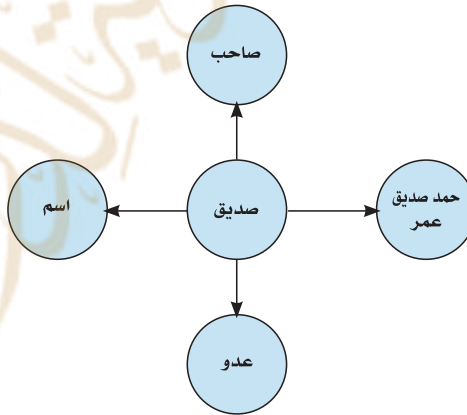 صاحب
حمد صديق
عمر
صديق
اسم
عدو